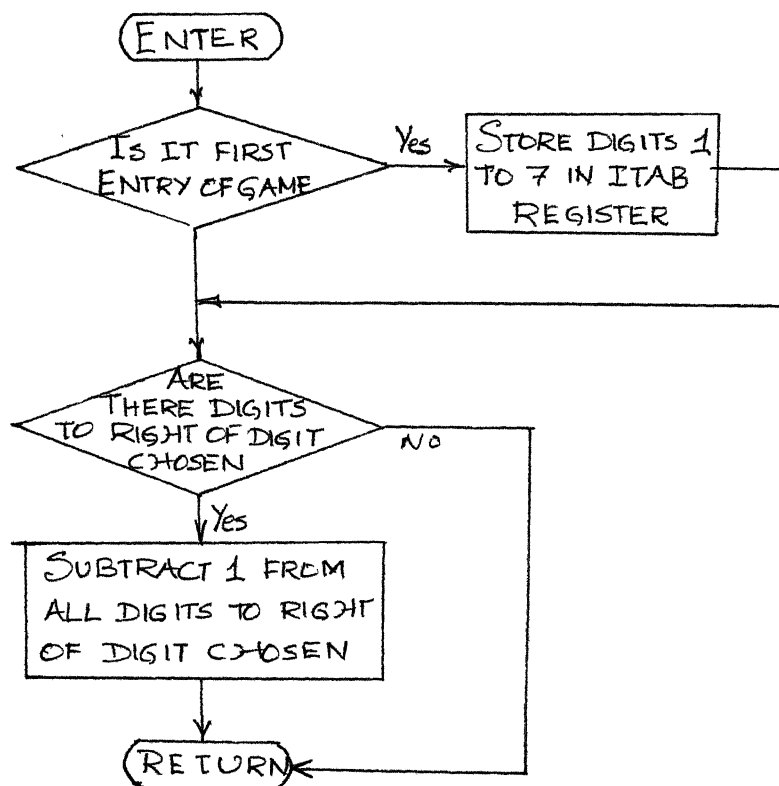 ENTER
IS IT FIRST
ENTRY OF GAME
Yes
STORE DIGITS 1
TO 7 IN ITAB
REGISTER
ARE
THERE DIGITS
TO RIGHT OF DIGIT
CHOSEN
NO
Yes
SUBTRACT 1 FROM
ALL DIGITS TO RIGHT
OF DIGIT CHOSEN
RETURN